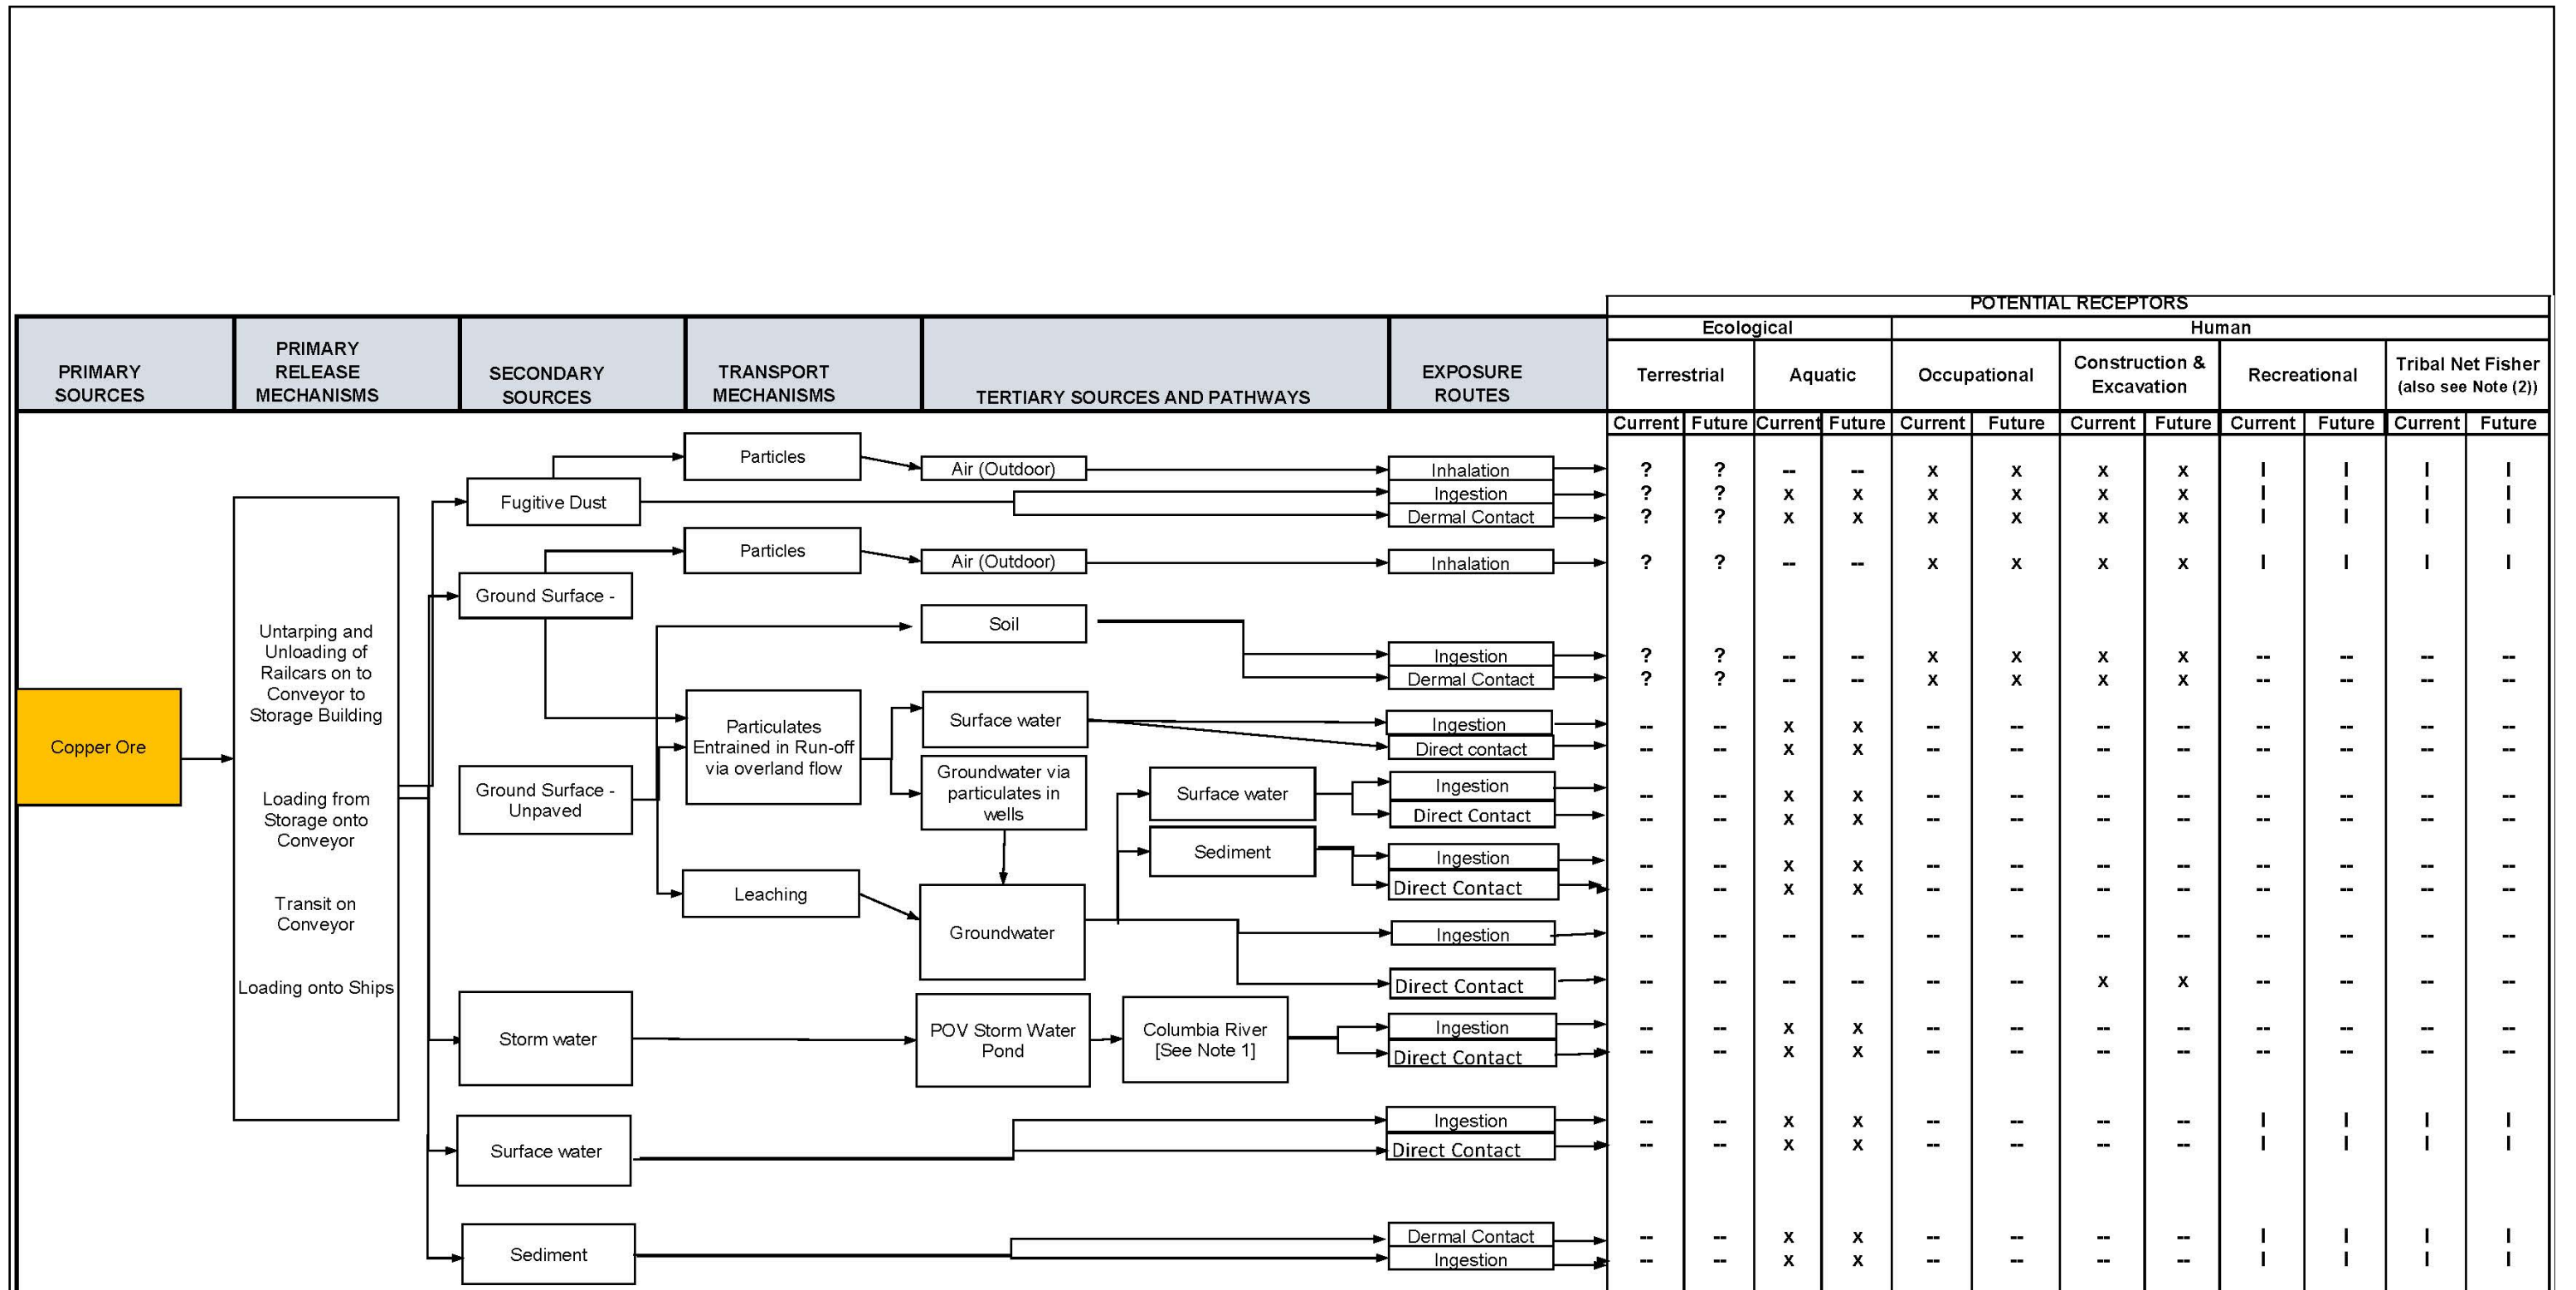 POTENTIAL RECEPTORS
Ecological Human
PRIMARY
SOURCES
PRIMARY
RELEASE
MECHANISMS
SECONDARY
SOURCES
TRANSPORT
MECHANISMS
TERTIARY SOURCES AND PATHWAYS
EXPOSURE
ROUTES
Terrestrial
Aquatic
Occupational
Construction &
Excavation
Recreational
Tribal Net Fisher
(also see Note (2))
Current Future Current Future Current Future Current Future Current Future Current Future
Copper Ore
Untarping and
Unloading of
Railcars on to
Conveyor to
Storage Building
Loading from
Storage onto
Conveyor
Transit on
Conveyor
Loading onto Ships
Fugitive Dust
Ground Surface -
Ground Surface -
Unpaved
Storm water
Surface water
Sediment
Particles
Particles
Particulates
Entrained in Run-off
via overland flow
Leaching
Air (Outdoor)
Air (Outdoor)
Soil
Surface water
Groundwater via
particulates in
wells
Groundwater
POV Storm Water
Pond
Surface water
Sediment
Columbia River
[See Note 1]
Inhalation ? ? -- -- x x x x I I I I
Ingestion ? ? x x x x x x I I I I
Dermal Contact ? ? x x x x x x I I I I
Inhalation ? ? -- -- x x x x I I I I
Ingestion ? ? -- -- x x x x -- -- -- --
Dermal Contact ? ? -- -- x x x x -- -- -- --
Ingestion -- -- x x -- -- -- -- -- -- -- --
Direct contact -- -- x x -- -- -- -- -- -- -- --
Ingestion -- -- x x -- -- -- -- -- -- -- --
Direct Contact -- -- x x -- -- -- -- -- -- -- --
Ingestion -- -- x x -- -- -- -- -- -- -- --
Direct Contact -- -- x x -- -- -- -- -- -- -- --
Ingestion -- -- -- -- -- -- -- -- -- -- -- --
Direct Contact -- -- -- -- -- -- x x -- -- -- --
Ingestion -- -- x x -- -- -- -- -- -- -- --
Direct Contact -- -- x x -- -- -- -- -- -- -- --
Ingestion -- -- x x -- -- -- -- I I I I
Direct Contact -- -- x x -- -- -- -- I I I I
Dermal Contact -- -- x x -- -- -- -- I I I I
Ingestion -- -- x x -- -- -- -- I I I I